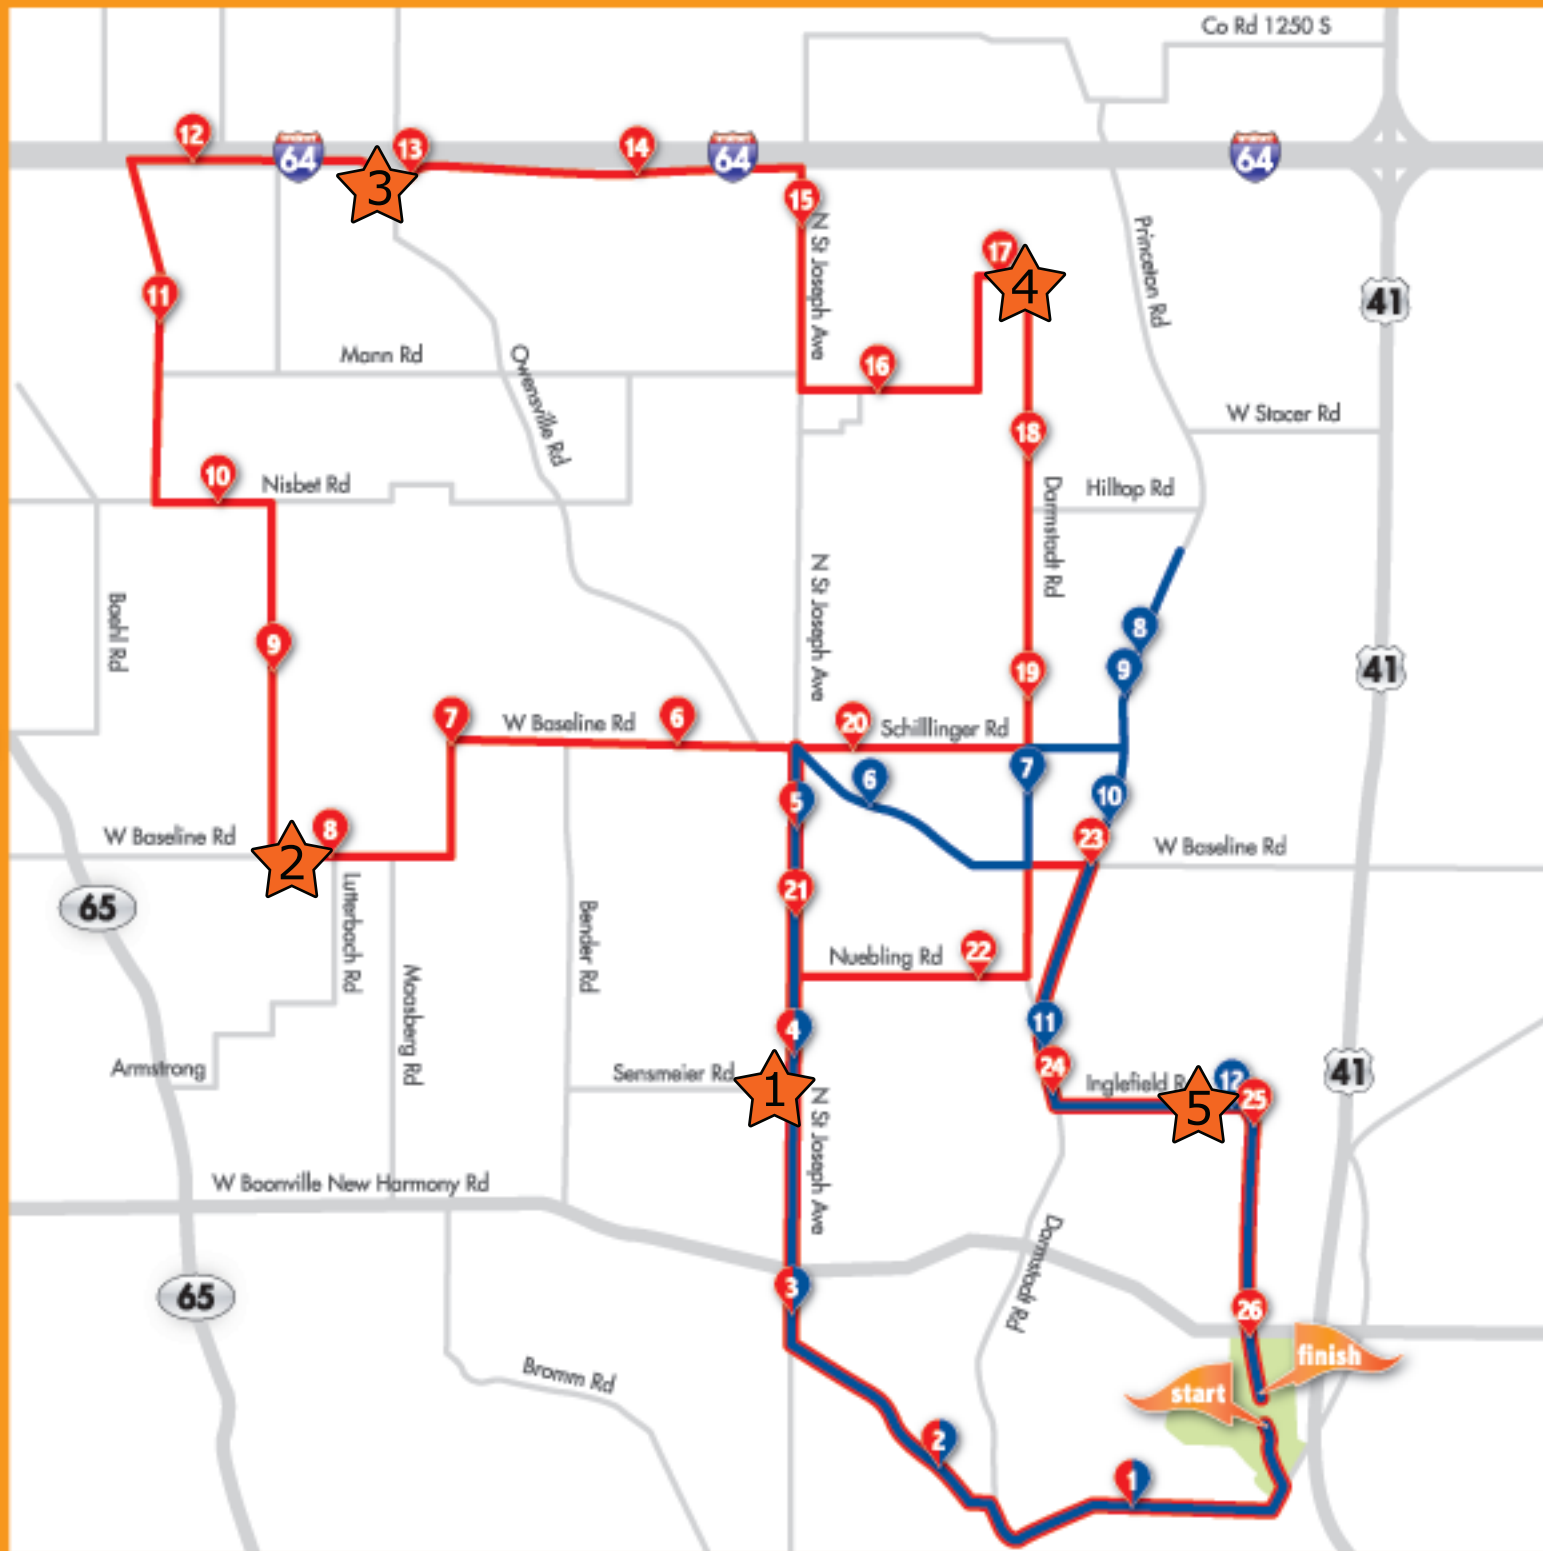 Co Rd 1250 S
12
13
14
64
64
64
3
15
N St Joseph Ave
17
Princeton Rd
4
11
41
Mann Rd
Owensville Rd
16
W Stacer Rd
18
10
Nisbet Rd
Darmstadt Rd
Hilltop Rd
N St Joseph Ave
Boehl Rd
8
9
9
19
41
7
W Baseline Rd
6
20
Schilllinger Rd
7
6
5
10
W Baseline Rd
8
2
23
W Baseline Rd
65
Lutterbach Rd
21
Bender Rd
Nuebling Rd
22
Maasberg Rd
4
11
Armstrong
Sensmeier Rd
1
N St Joseph Ave
24
Inglefield R
5
12
25
41
W Boonville New Harmony Rd
Darmstadt Rd
65
3
26
finish
start
Bromm Rd
2
1